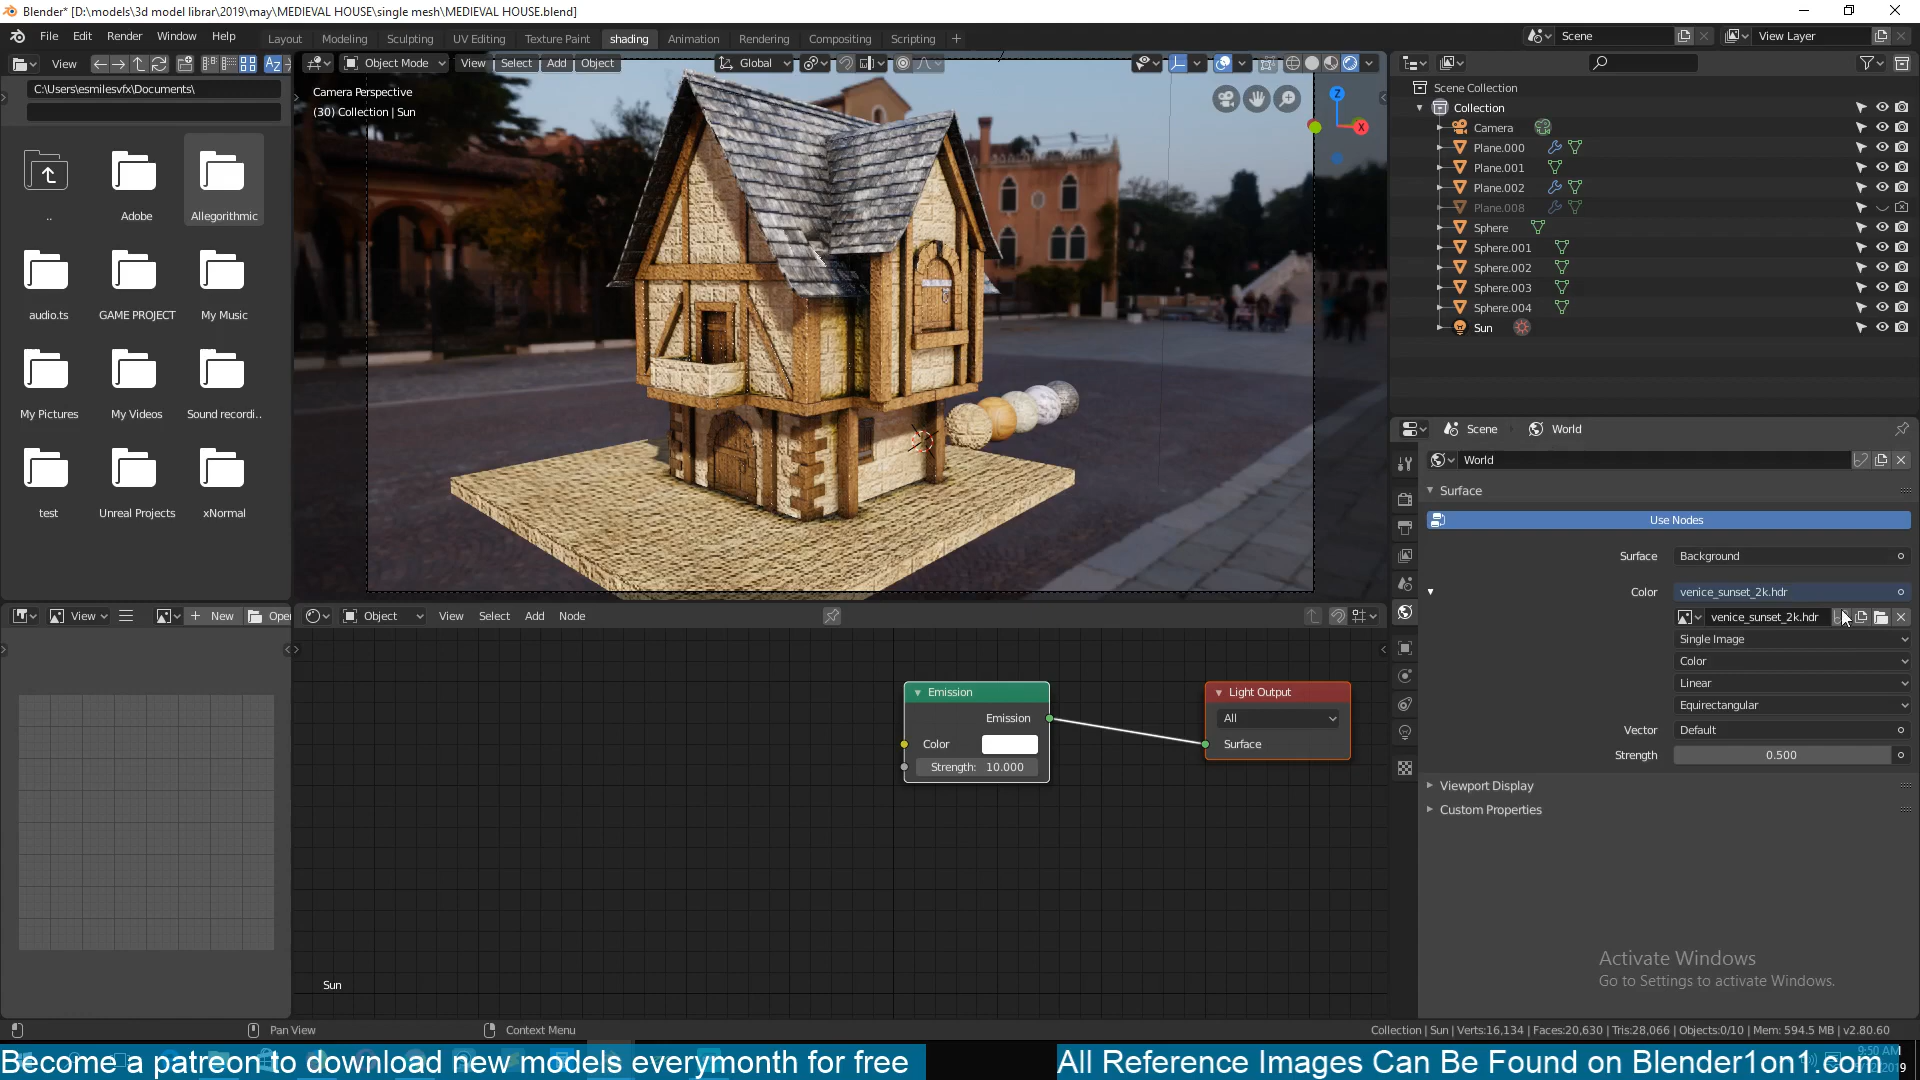 Blender* [D:\models\3d model librar\2019\may\MEDIEVAL HOUSE\single mesh\MEDIEVAL HOUSE.blend]
File Edit Render Window Help
Layout Modeling Sculpting UV Editing Texture Paint shading Animation Rendering Compositing Scripting
Scene
View Layer
View
Object Mode View Select Add Object
Global
C:\Users\esmilesvfx\Documents\
..
Adobe
Allegorithmic
audio.ts
GAME PROJECT
My Music
My Pictures
My Videos
Sound recordi..
test
Unreal Projects
xNormal
Camera Perspective
(30) Collection | Sun
Z
X
Scene Collection
Collection
Camera
Plane.000
Plane.001
Plane.002
Plane.008
Sphere
Sphere.001
Sphere.002
Sphere.003
Sphere.004
Sun
Scene World
World
Surface
Use Nodes
Surface Background
Color venice_sunset_2k.hdr
venice_sunset_2k.hdr
Single Image
Color
Linear
Equirectangular
Vector Default
Strength 0.500
Viewport Display
Custom Properties
View New Open
Object View Select Add Node
Emission
Emission
Color
Strength: 10.000
Light Output
All
Surface
Sun
Activate Windows
Go to Settings to activate Windows.
Pan View
Context Menu
Collection | Sun | Verts:16,134 | Faces:20,630 | Tris:28,066 | Objects:0/10 | Mem: 594.5 MB | v2.80.60
Become a patreon to download new models everymonth for free
All Reference Images Can Be Found on Blender1on1.com
9:50 AM